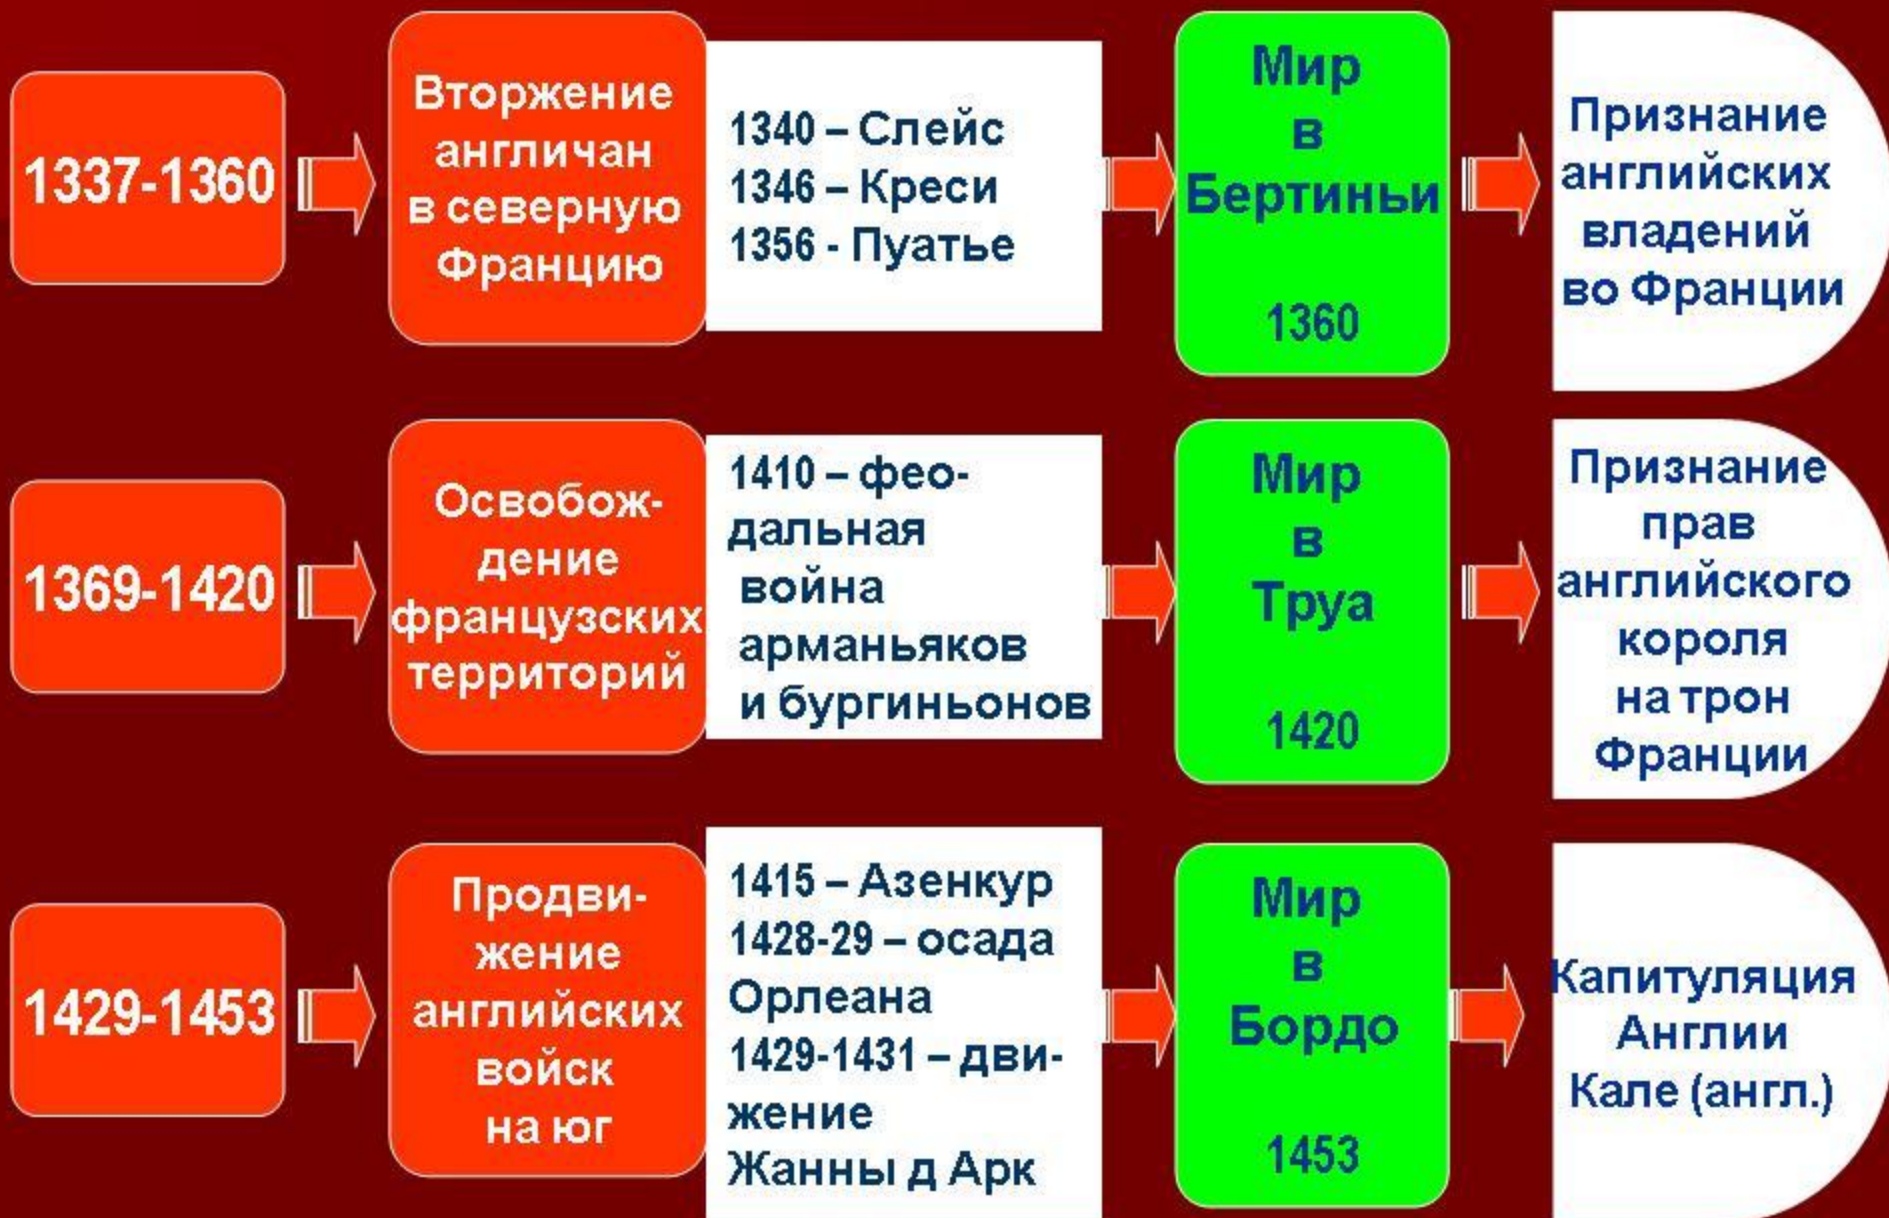 1337-1360
Вторжение
англичан
в северную
Францию
1340 – Слейс
1346 – Креси
1356 - Пуатье
Мир
в
Бертиньи
1360
Признание
английских
владений
во Франции
1369-1420
Освобож-
дение
французских
территорий
1410 – фео-
дальная
война
арманьяков
и бургиньонов
Мир
в
Труа
1420
Признание
прав
английского
короля
на трон
Франции
1429-1453
Продви-
жение
английских
войск
на юг
1415 – Азенкур
1428-29 – осада
Орлеана
1429-1431 – дви-
жение
Жанны д Арк
Мир
в
Бордо
1453
Капитуляция
Англии
Кале (англ.)